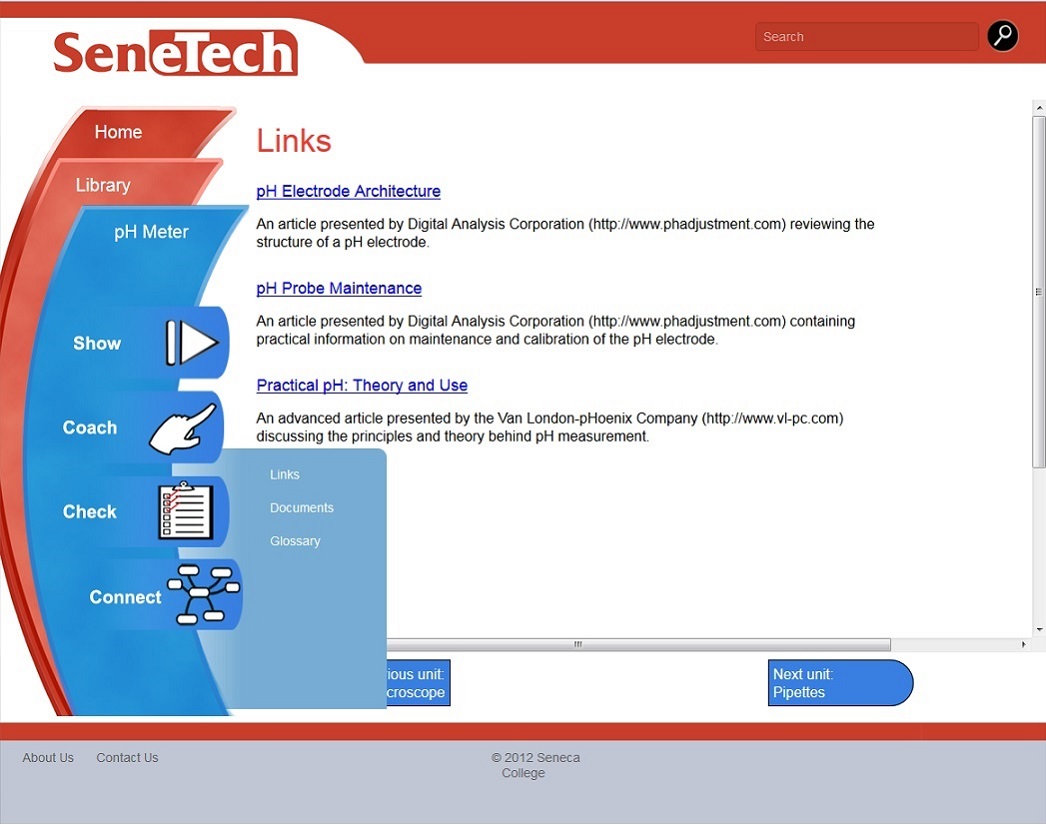 SeneTech
Search
Home
Library
pH Meter
Show
Coach
Check
Connect
Links
pH Electrode Architecture
An article presented by Digital Analysis Corporation (http://www.phadjustment.com) reviewing the
structure of a pH electrode.
pH Probe Maintenance
An article presented by Digital Analysis Corporation (http://www.phadjustment.com) containing
practical information on maintenance and calibration of the pH electrode.
Practical pH: Theory and Use
An advanced article presented by the Van London-pHoenix Company (http://www.vl-pc.com)
discussing the principles and theory behind pH measurement.
Links
Documents
Glossary
ious unit:
croscope
Next unit:
Pipettes
About Us
Contact Us
© 2012 Seneca
College